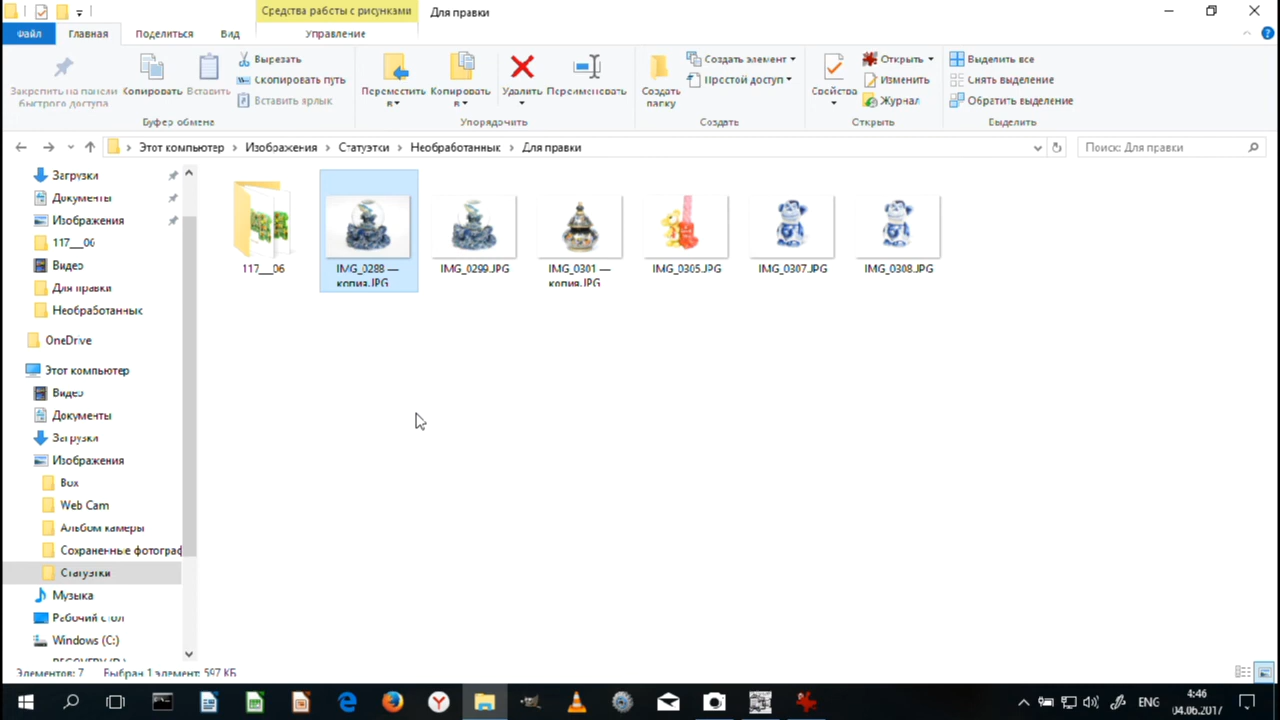 Средства работы с рисунками
Для правки
Файл
Главная
Поделиться
Вид
Управление
Закрепить на панели быстрого доступа
Копировать
Вставить
Вырезать
Скопировать путь
Вставить ярлык
Переместить в
Копировать в
Удалить
Переименовать
Создать папку
Создать элемент
Простой доступ
Свойства
Открыть
Изменить
Журнал
Выделить все
Снять выделение
Обратить выделение
Буфер обмена
Упорядочить
Создать
Открыть
Выделить
Этот компьютер
Изображения
Статуэтки
Необработанных
Для правки
Поиск: Для правки
Загрузки
Документы
Изображения
117___06
Видео
Для правки
Необработанных
OneDrive
Этот компьютер
Видео
Документы
Загрузки
Изображения
Box
Web Cam
Альбом камеры
Сохраненные фотограф
Статуэтки
Музыка
Рабочий стол
Windows (C:)
117___06
IMG_0288 — копия.JPG
IMG_0299.JPG
IMG_0301 — копия.JPG
IMG_0305.JPG
IMG_0307.JPG
IMG_0308.JPG
Элементов: 7
Выбран 1 элемент: 597 КБ
ENG
4:46
04.06.2017